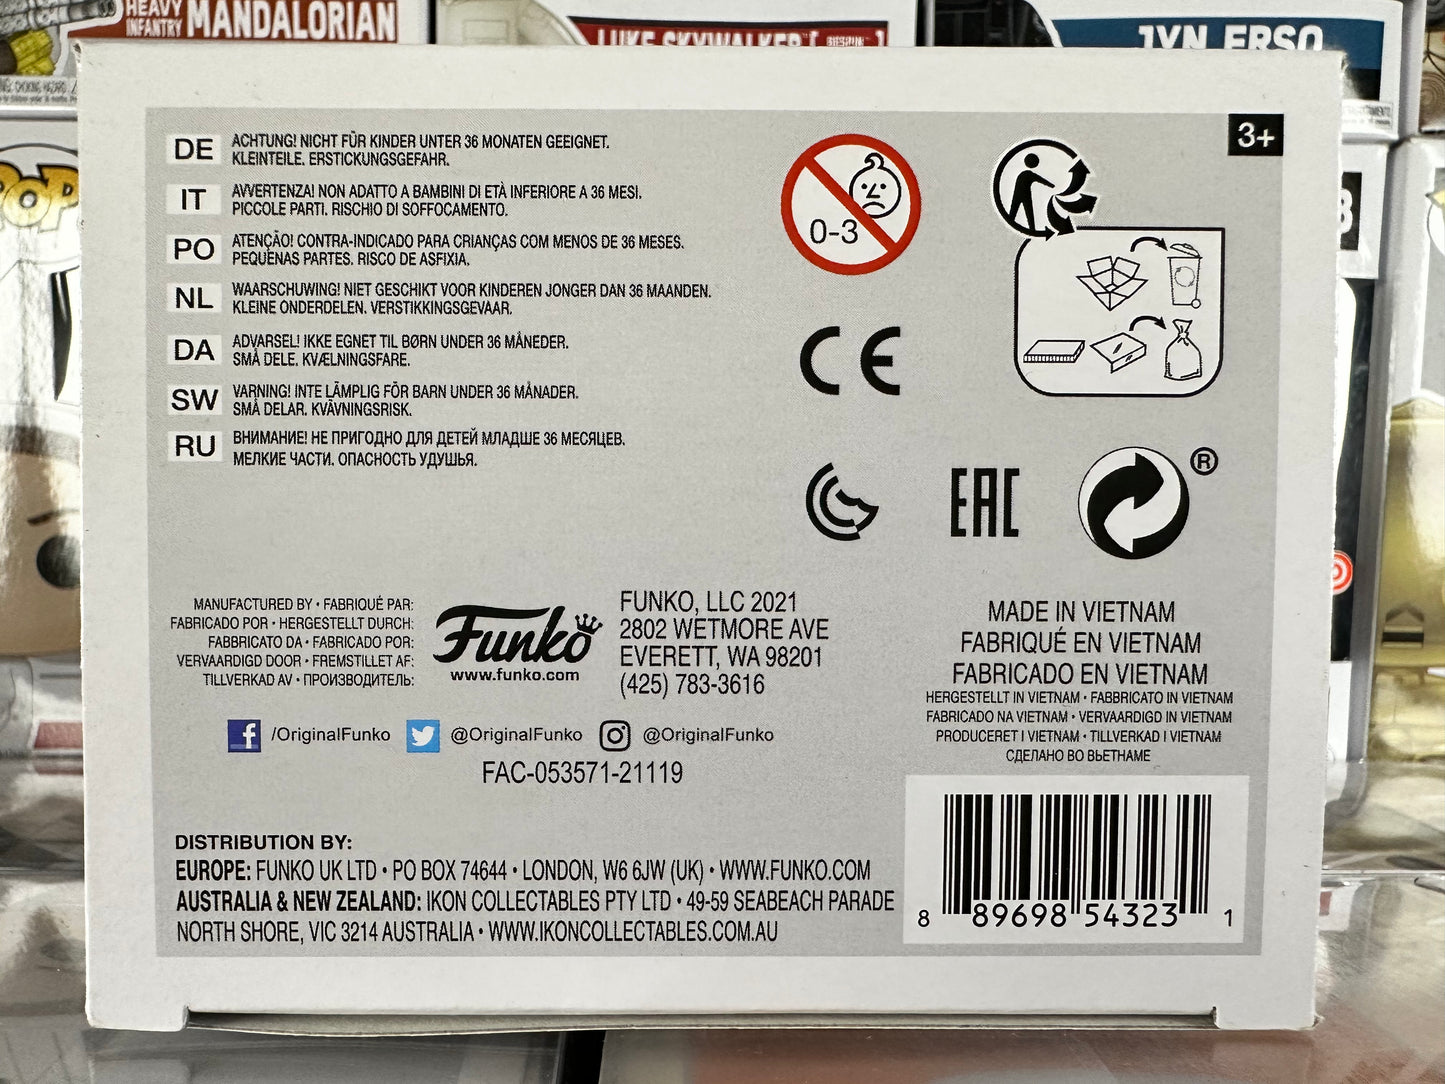 HEAVY
INFANTRY MANDALORIAN
LUKE SKYWALKER [
JYN ERSO
POP
3+
DE ACHTUNG! NICHT FÜR KINDER UNTER 36 MONATEN GEEIGNET.
KLEINTEILE. ERSTICKUNGSGEFAHR.
IT AVVERTENZA! NON ADATTO A BAMBINI DI ETÀ INFERIORE A 36 MESI.
PICCOLE PARTI. RISCHIO DI SOFFOCAMENTO.
PO ATENÇÃO! CONTRA-INDICADO PARA CRIANÇAS COM MENOS DE 36 MESES.
PEQUENAS PARTES. RISCO DE ASFIXIA.
NL WAARSCHUWING! NIET GESCHIKT VOOR KINDEREN JONGER DAN 36 MAANDEN.
KLEINE ONDERDELEN. VERSTIKKINGSGEVAAR.
DA ADVARSEL! IKKE EGNET TIL BØRN UNDER 36 MÅNEDER.
SMÅ DELE. KVÆLNINGSFARE.
SW VARNING! INTE LÄMPLIG FÖR BARN UNDER 36 MÅNADER.
SMÅ DELAR. KVÄVNINGSRISK.
RU ВНИМАНИЕ! НЕ ПРИГОДНО ДЛЯ ДЕТЕЙ МЛАДШЕ 36 МЕСЯЦЕВ.
МЕЛКИЕ ЧАСТИ. ОПАСНОСТЬ УДУШЬЯ.
0-3
CE
EAC
®
MANUFACTURED BY • FABRIQUÉ PAR:
FABRICADO POR • HERGESTELLT DURCH:
FABBRICATO DA • FABRICADO POR:
VERVAARDIGD DOOR • FREMSTILLET AF:
TILLVERKAD AV • ПРОИЗВОДИТЕЛЬ:
Funko
www.funko.com
FUNKO, LLC 2021
2802 WETMORE AVE
EVERETT, WA 98201
(425) 783-3616
MADE IN VIETNAM
FABRIQUÉ EN VIETNAM
FABRICADO EN VIETNAM
HERGESTELLT IN VIETNAM • FABBRICATO IN VIETNAM
FABRICADO NA VIETNAM • VERVAARDIGD IN VIETNAM
PRODUCERET I VIETNAM • TILLVERKAD I VIETNAM
СДЕЛАНО ВО ВЬЕТНАМЕ
/OriginalFunko @OriginalFunko @OriginalFunko
FAC-053571-21119
DISTRIBUTION BY:
EUROPE: FUNKO UK LTD • PO BOX 74644 • LONDON, W6 6JW (UK) • WWW.FUNKO.COM
AUSTRALIA & NEW ZEALAND: IKON COLLECTABLES PTY LTD • 49-59 SEABEACH PARADE
NORTH SHORE, VIC 3214 AUSTRALIA • WWW.IKONCOLLECTABLES.COM.AU
8 89698 54323 1